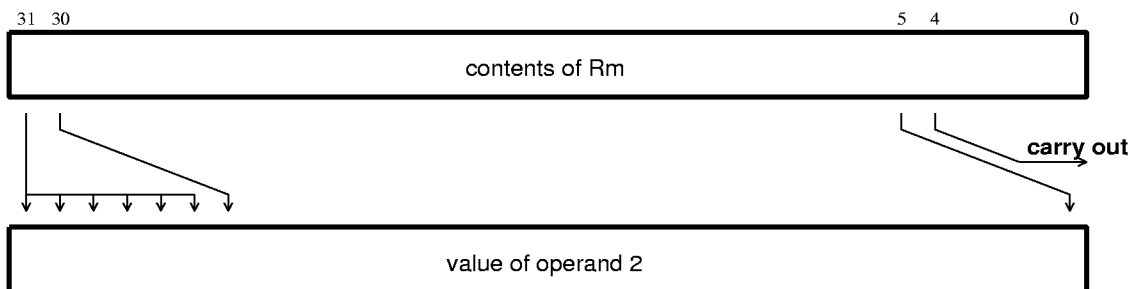 31 30 5 4 0
contents of Rm
carry out
value of operand 2